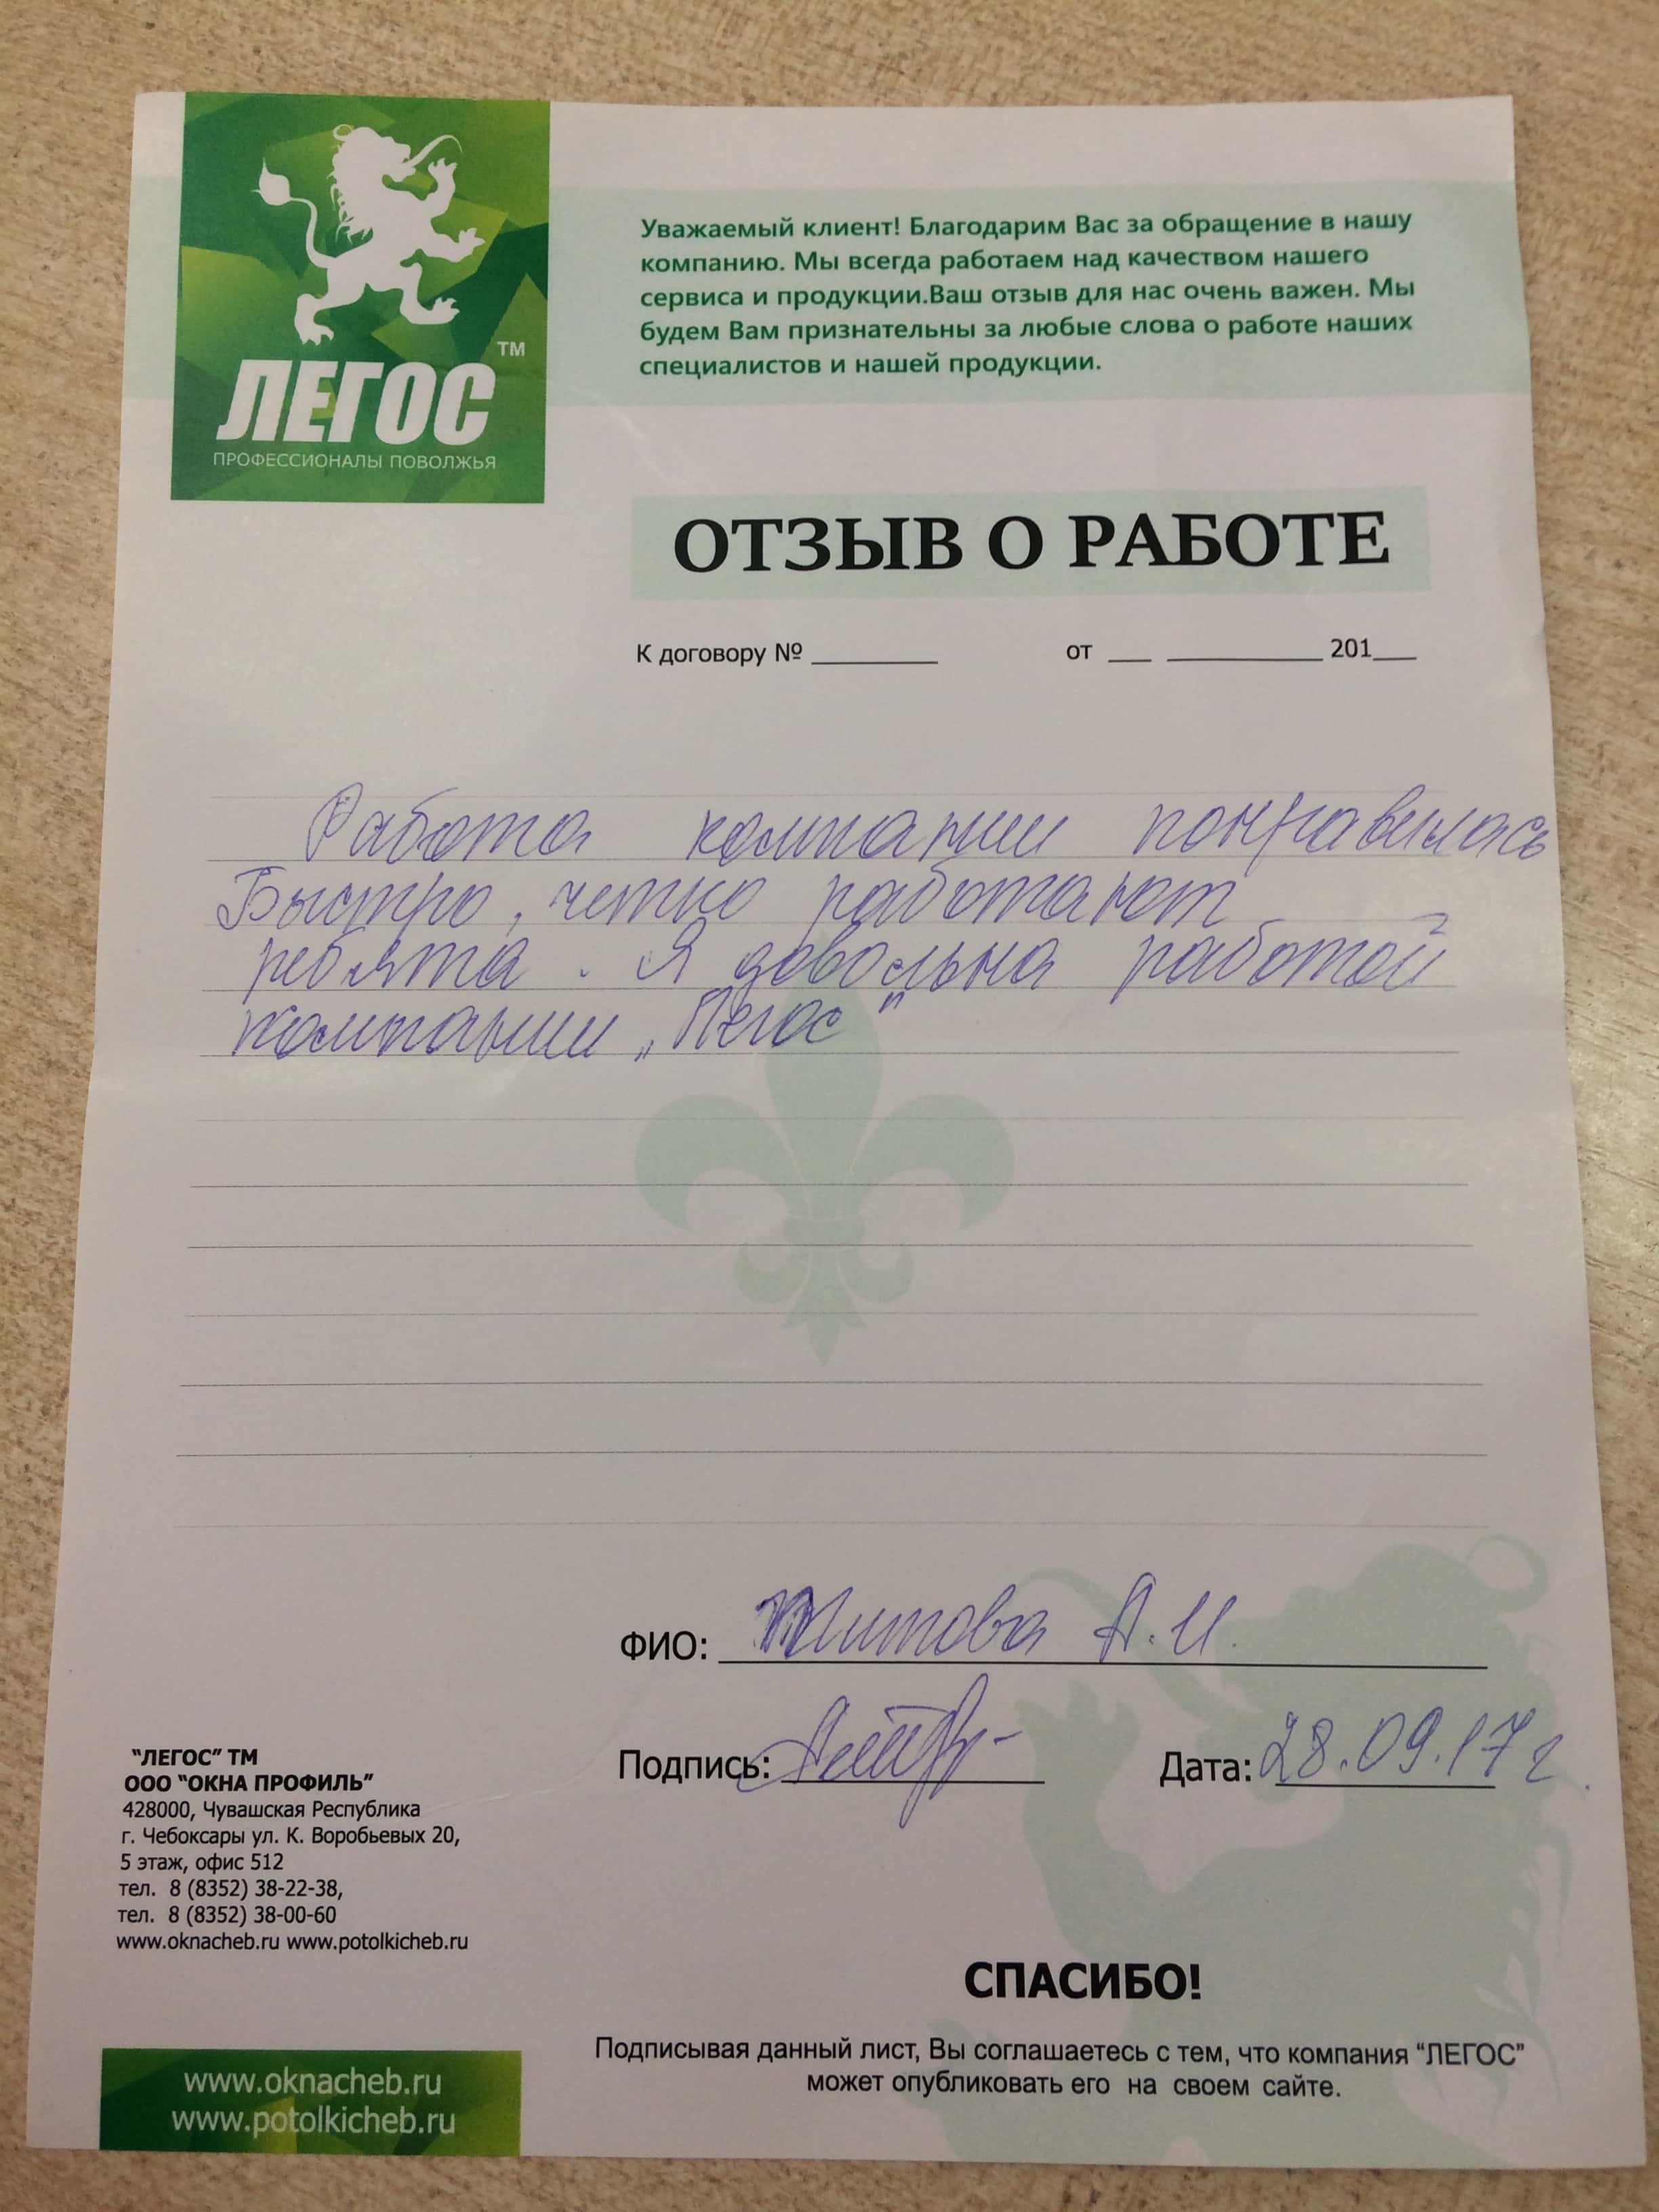 ЛЕГОС
TM
ПРОФЕССИОНАЛЫ ПОВОЛЖЬЯ
Уважаемый клиент! Благодарим Вас за обращение в нашу
компанию. Мы всегда работаем над качеством нашего
сервиса и продукции.Ваш отзыв для нас очень важен. Мы
будем Вам признательны за любые слова о работе наших
специалистов и нашей продукции.
ОТЗЫВ О РАБОТЕ
К договору № ________ от __ __________ 201__
Работа компании понравилась
Быстро, четко работают
ребята. Я довольна работой
компании „Легос"
ФИО: А.И.
Подпись:
Дата: 28.09.17 г.
"ЛЕГОС" ТМ
ООО "ОКНА ПРОФИЛЬ"
428000, Чувашская Республика
г. Чебоксары ул. К. Воробьевых 20,
5 этаж, офис 512
тел. 8 (8352) 38-22-38,
тел. 8 (8352) 38-00-60
www.oknacheb.ru www.potolkicheb.ru
СПАСИБО!
Подписывая данный лист, Вы соглашаетесь с тем, что компания "ЛЕГОС"
может опубликовать его на своем сайте.
www.oknacheb.ru
www.potolkicheb.ru